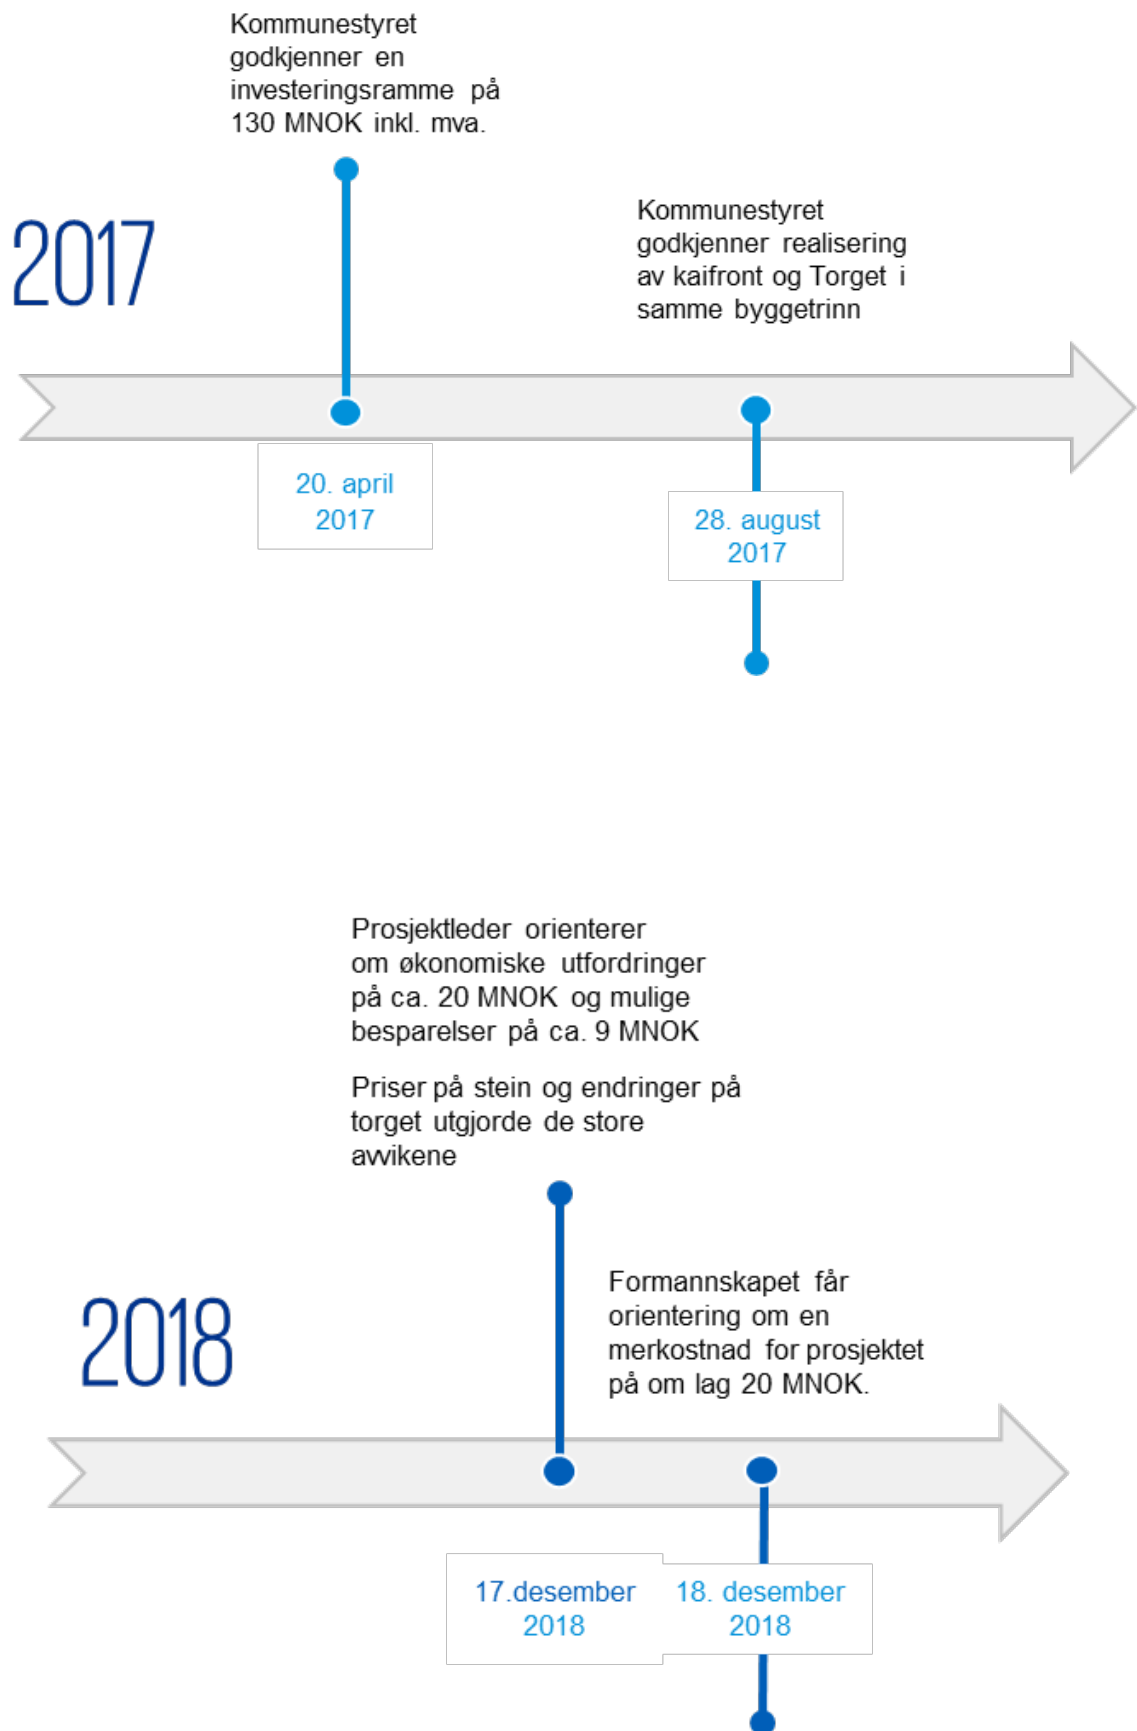 Kommunestyret
godkjenner en
investeringsramme på
130 MNOK inkl. mva.
2017
Kommunestyret
godkjenner realisering
av kaifront og Torget i
samme byggetrinn
20. april
2017
28. august
2017
Prosjektleder orienterer
om økonomiske utfordringer
på ca. 20 MNOK og mulige
besparelser på ca. 9 MNOK
Priser på stein og endringer på
torget utgjorde de store
avvikene
2018
Formannskapet får
orientering om en
merkostnad for prosjektet
på om lag 20 MNOK.
17.desember
2018
18. desember
2018